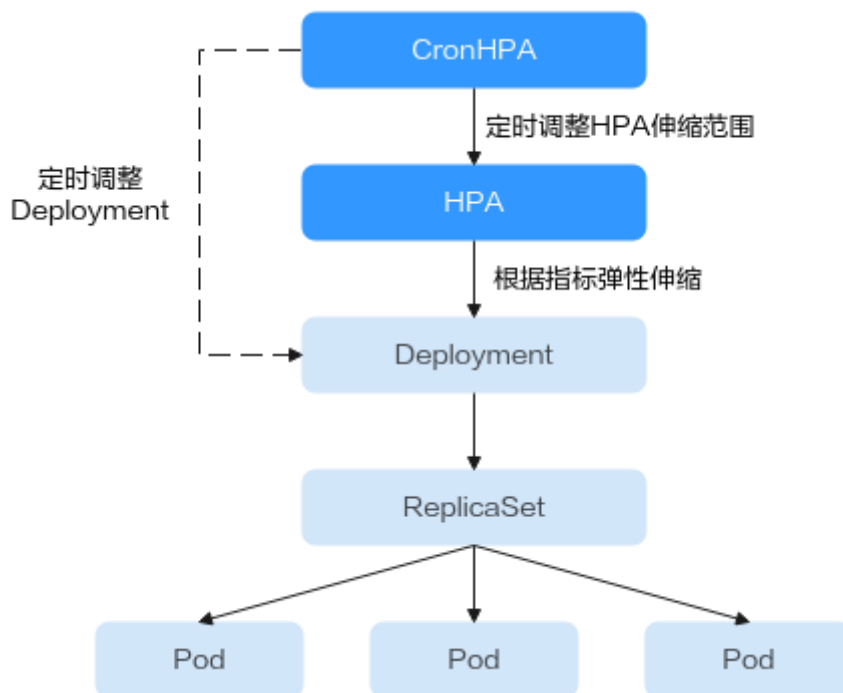 CronHPA
定时调整HPA伸缩范围
定时调整
Deployment
HPA
根据指标弹性伸缩
Deployment
ReplicaSet
Pod
Pod
Pod